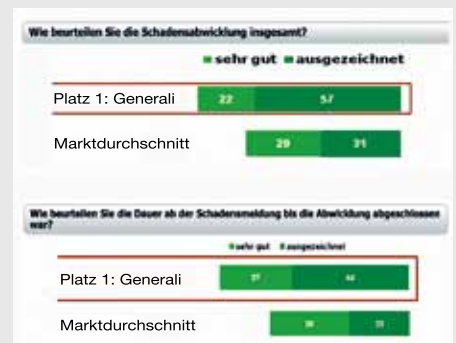 Wie beurteilen Sie die Schadensabwicklung insgesamt?
sehr gut ausgezeichnet
Platz 1: Generali 22 57
Marktdurchschnitt 29 31
Wie beurteilen Sie die Dauer ab der Schadensmeldung bis die Abwicklung abgeschlossen
war?
sehr gut ausgezeichnet
Platz 1: Generali
Marktdurchschnitt